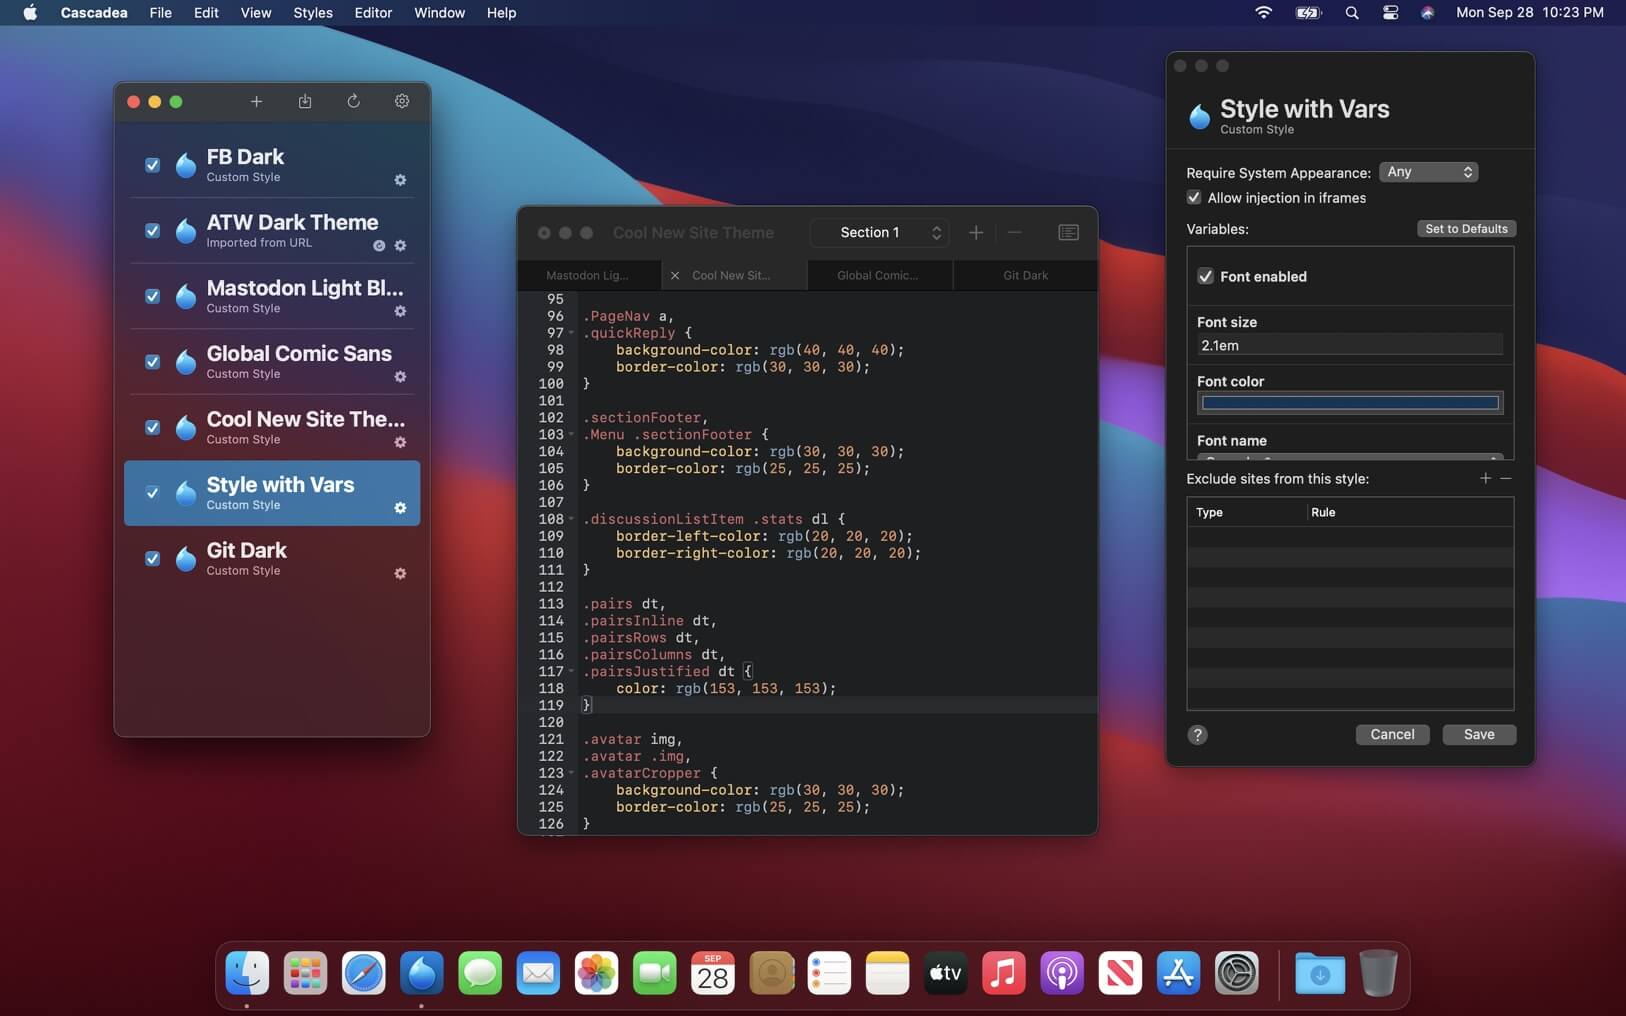 Cascadea File Edit View Styles Editor Window Help
Mon Sep 28 10:23 PM
FB Dark
Custom Style
ATW Dark Theme
Imported from URL
Mastodon Light Bl...
Custom Style
Global Comic Sans
Custom Style
Cool New Site The...
Custom Style
Style with Vars
Custom Style
Git Dark
Custom Style
Cool New Site Theme
Section 1
Mastodon Lig...
Cool New Sit...
Global Comic...
Git Dark
95
96 .PageNav a,
97 .quickReply {
98 background-color: rgb(40, 40, 40);
99 border-color: rgb(30, 30, 30);
100 }
101
102 .sectionFooter,
103 .Menu .sectionFooter {
104 background-color: rgb(30, 30, 30);
105 border-color: rgb(25, 25, 25);
106 }
107
108 .discussionListItem .stats dl {
109 border-left-color: rgb(20, 20, 20);
110 border-right-color: rgb(20, 20, 20);
111 }
112
113 .pairs dt,
114 .pairsInline dt,
115 .pairsRows dt,
116 .pairsColumns dt,
117 .pairsJustified dt {
118 color: rgb(153, 153, 153);
119 }
120
121 .avatar img,
122 .avatar .img,
123 .avatarCropper {
124 background-color: rgb(30, 30, 30);
125 border-color: rgb(25, 25, 25);
126 }
Style with Vars
Custom Style
Require System Appearance: Any
Allow injection in iframes
Variables:
Set to Defaults
Font enabled
Font size
2.1em
Font color
Font name
Exclude sites from this style:
Type Rule
? Cancel Save
SEP
28
tv